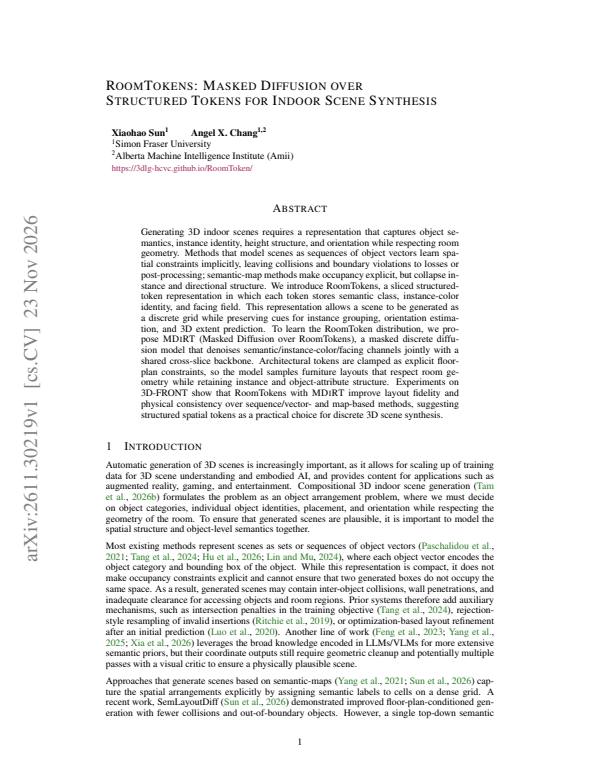 ROOMTOKENS: MASKED DIFFUSION OVER
STRUCTURED TOKENS FOR INDOOR SCENE SYNTHESIS
Xiaohao Sun1 Angel X. Chang1,2
1Simon Fraser University
2Alberta Machine Intelligence Institute (Amii)
https://3dlg-hcvc.github.io/RoomToken/
ABSTRACT
Generating 3D indoor scenes requires a representation that captures object se-
mantics, instance identity, height structure, and orientation while respecting room
geometry. Methods that model scenes as sequences of object vectors learn spa-
tial constraints implicitly, leaving collisions and boundary violations to losses or
post-processing; semantic-map methods make occupancy explicit, but collapse in-
stance and directional structure. We introduce RoomTokens, a sliced structured-
token representation in which each token stores semantic class, instance-color
identity, and facing field. This representation allows a scene to be generated as
a discrete grid while preserving cues for instance grouping, orientation estima-
tion, and 3D extent prediction. To learn the RoomToken distribution, we pro-
pose MDIRT (Masked Diffusion over RoomTokens), a masked discrete diffu-
sion model that denoises semantic/instance-color/facing channels jointly with a
shared cross-slice backbone. Architectural tokens are clamped as explicit floor-
plan constraints, so the model samples furniture layouts that respect room ge-
ometry while retaining instance and object-attribute structure. Experiments on
3D-FRONT show that RoomTokens with MDIRT improve layout fidelity and
physical consistency over sequence/vector- and map-based methods, suggesting
structured spatial tokens as a practical choice for discrete 3D scene synthesis.
1 INTRODUCTION
Automatic generation of 3D scenes is increasingly important, as it allows for scaling up of training
data for 3D scene understanding and embodied AI, and provides content for applications such as
augmented reality, gaming, and entertainment. Compositional 3D indoor scene generation (Tam
et al., 2026b) formulates the problem as an object arrangement problem, where we must decide
on object categories, individual object identities, placement, and orientation while respecting the
geometry of the room. To ensure that generated scenes are plausible, it is important to model the
spatial structure and object-level semantics together.
Most existing methods represent scenes as sets or sequences of object vectors (Paschalidou et al.,
2021; Tang et al., 2024; Hu et al., 2026; Lin and Mu, 2024), where each object vector encodes the
object category and bounding box of the object. While this representation is compact, it does not
make occupancy constraints explicit and cannot ensure that two generated boxes do not occupy the
same space. As a result, generated scenes may contain inter-object collisions, wall penetrations, and
inadequate clearance for accessing objects and room regions. Prior systems therefore add auxiliary
mechanisms, such as intersection penalties in the training objective (Tang et al., 2024), rejection-
style resampling of invalid insertions (Ritchie et al., 2019), or optimization-based layout refinement
after an initial prediction (Luo et al., 2020). Another line of work (Feng et al., 2023; Yang et al.,
2025; Xia et al., 2026) leverages the broad knowledge encoded in LLMs/VLMs for more extensive
semantic priors, but their coordinate outputs still require geometric cleanup and potentially multiple
passes with a visual critic to ensure a physically plausible scene.
Approaches that generate scenes based on semantic-maps (Yang et al., 2021; Sun et al., 2026) cap-
ture the spatial arrangements explicitly by assigning semantic labels to cells on a dense grid. A
recent work, SemLayoutDiff (Sun et al., 2026) demonstrated improved floor-plan-conditioned gen-
eration with fewer collisions and out-of-boundary objects. However, a single top-down semantic
1
arXiv:2611.30219v1 [cs.CV] 23 Nov 2026